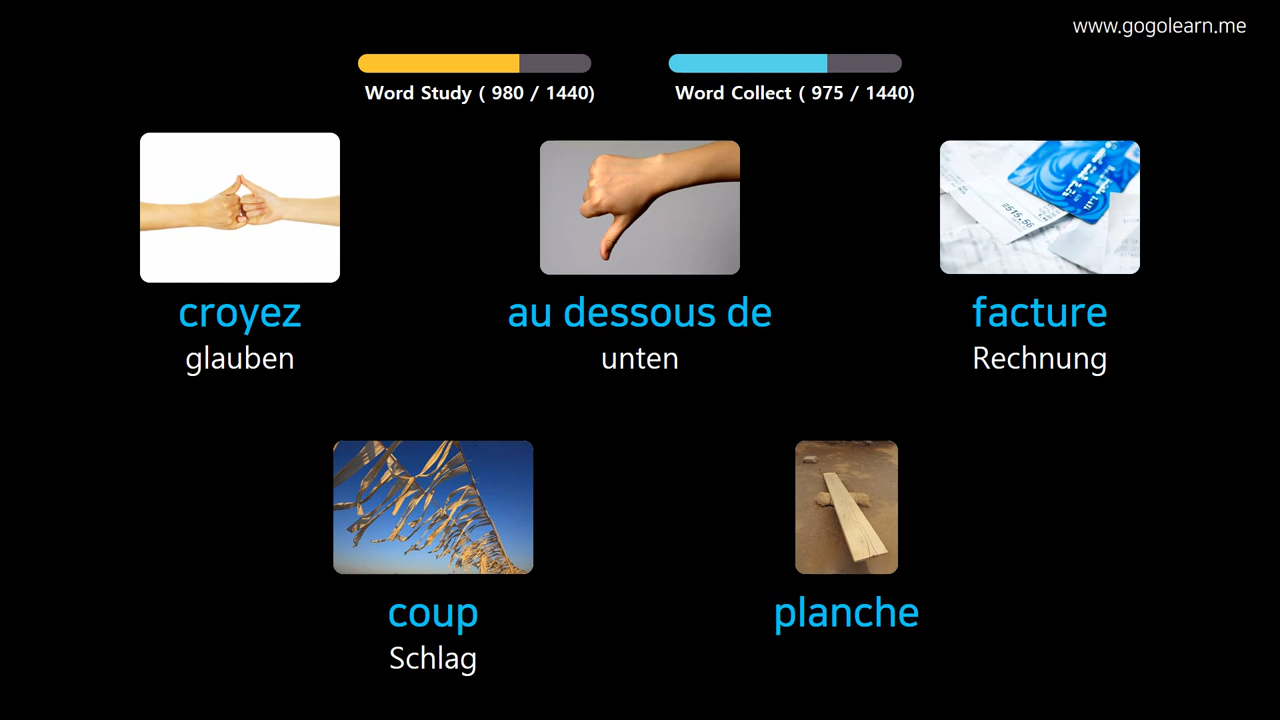 www.gogolearn.me
Word Study ( 980 / 1440)
Word Collect ( 975 / 1440)
croyez
glauben
au dessous de
unten
facture
Rechnung
coup
Schlag
planche